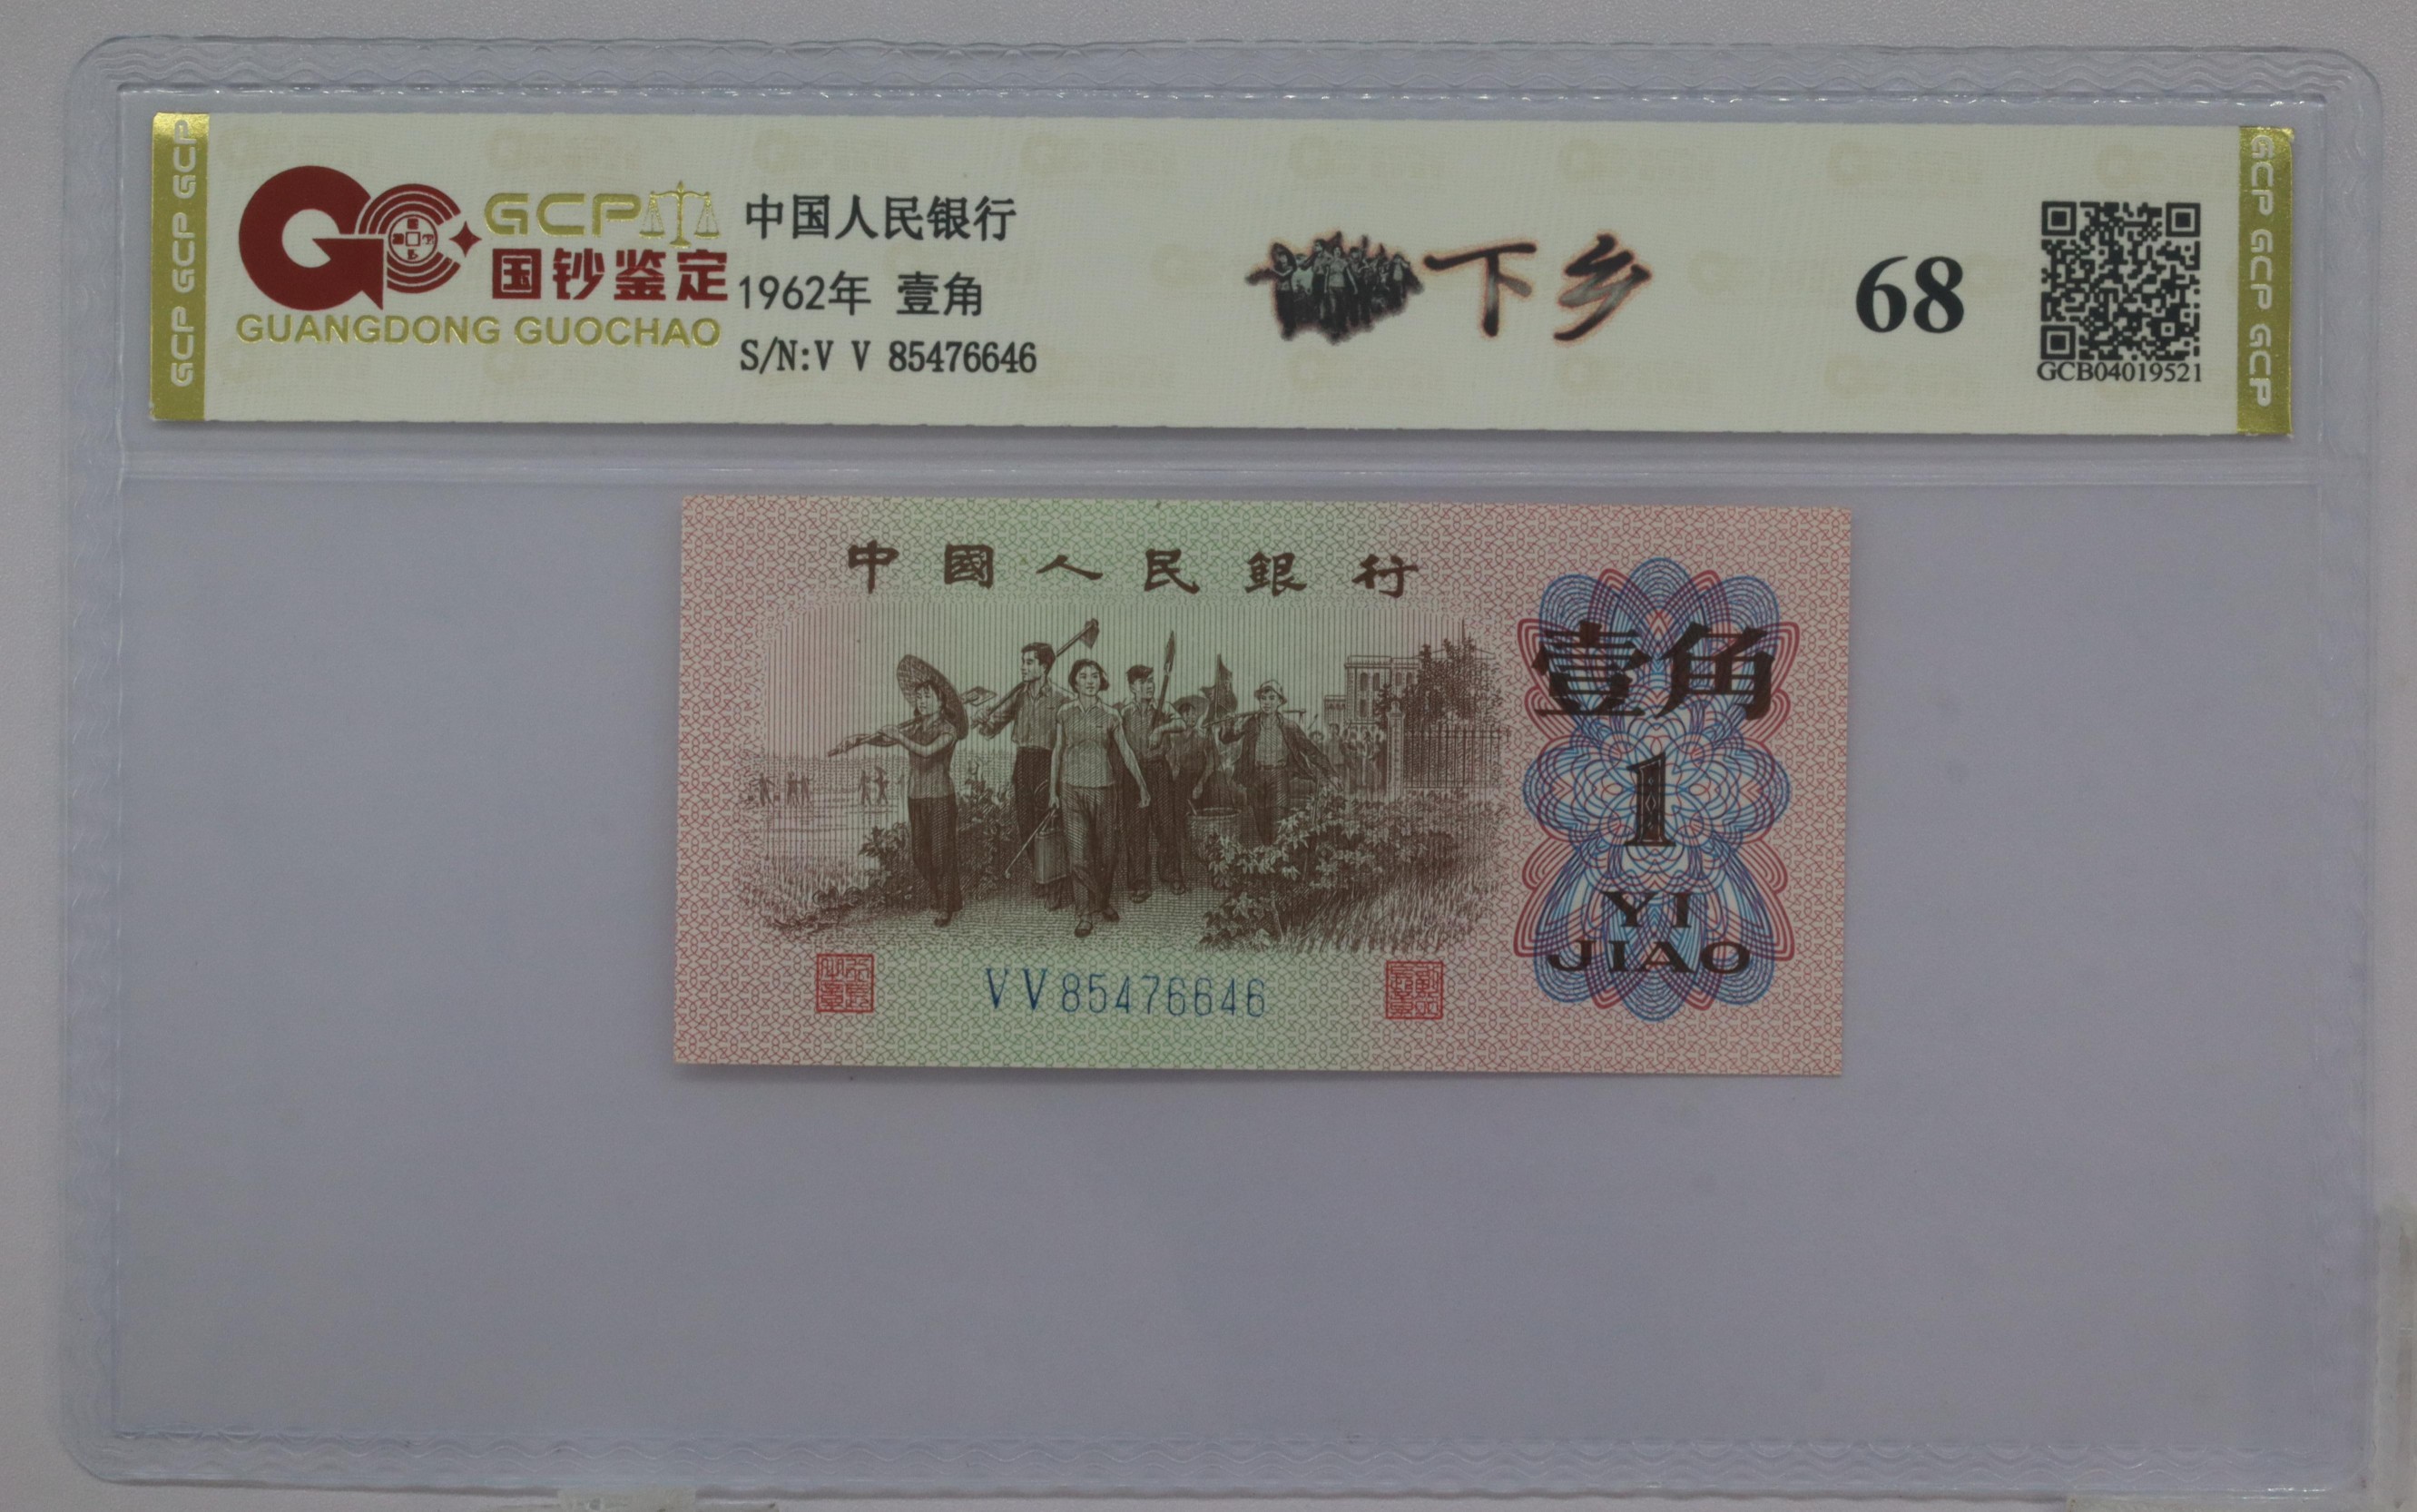 GCP GCP GCP
GCP
国钞鉴定
GUANGDONG GUOCHAO
中国人民银行
1962年 壹角
S/N:V V 85476646
下乡
68
GCB04019521
GCP GCP GCP
中國人民銀行
壹角
1
YI
JIAO
VV85476646